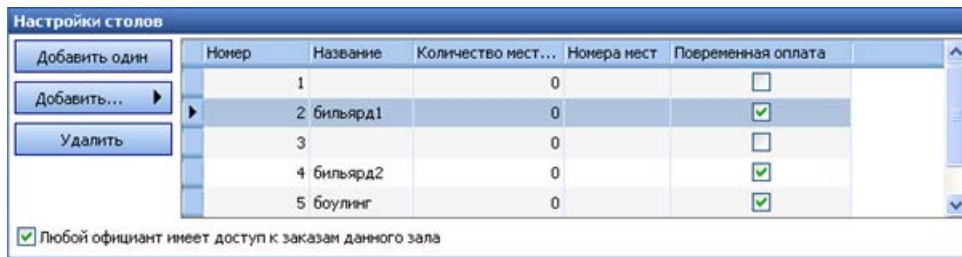 Настройки столов
Добавить один
Добавить...
Удалить
Номер Название Количество мест... Номера мест Повременная оплата
1 0
2 бильярд1 0
3 0
4 бильярд2 0
5 боулинг 0
Любой официант имеет доступ к заказам данного зала